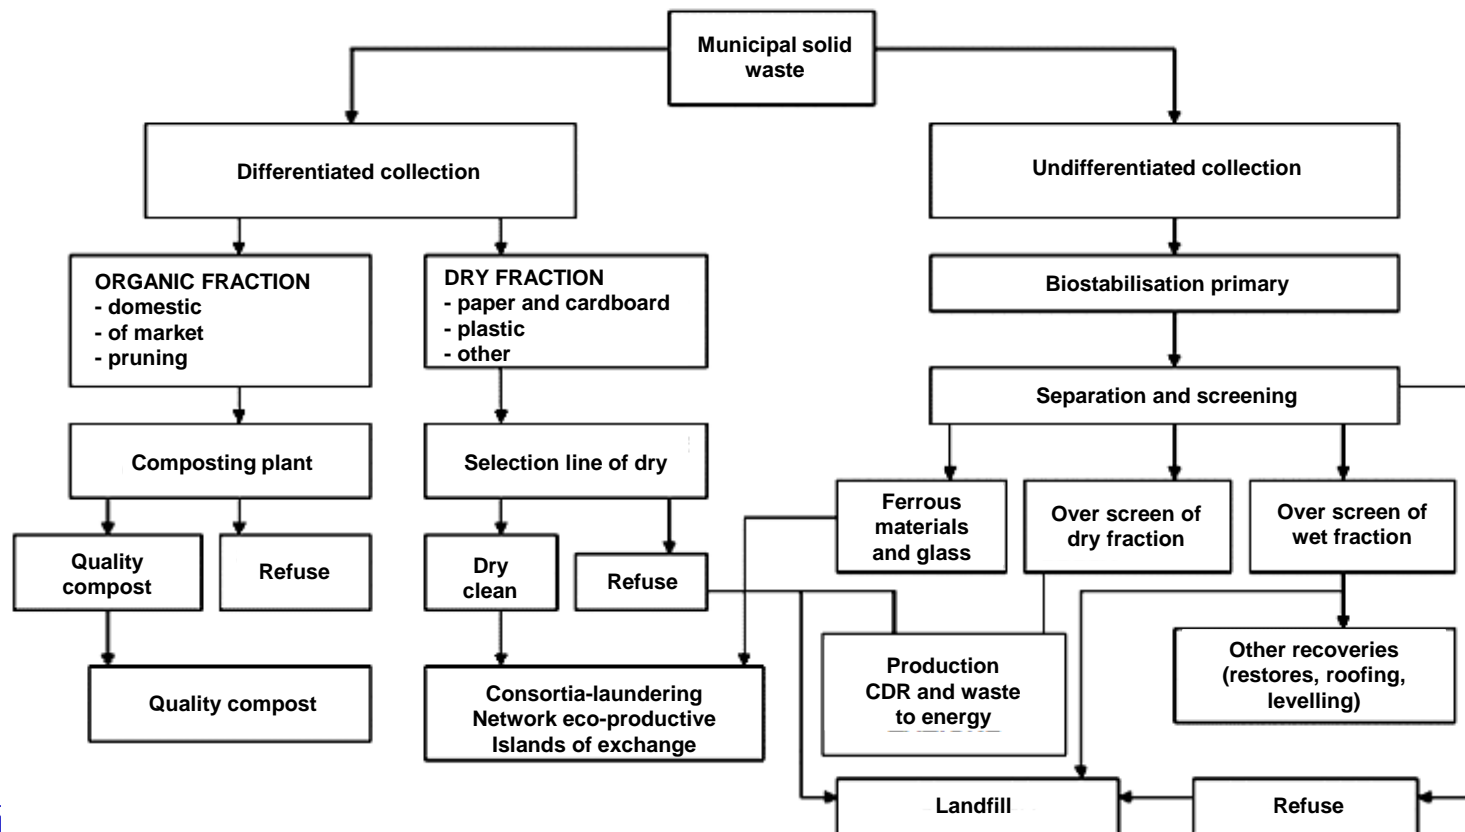 Municipal solid
waste
Differentiated collection
Undifferentiated collection
ORGANIC FRACTION
- domestic
- of market
- pruning
DRY FRACTION
- paper and cardboard
- plastic
- other
Biostabilisation primary
Separation and screening
Composting plant
Selection line of dry
Ferrous
materials
and glass
Over screen of
dry fraction
Over screen of
wet fraction
Quality
compost
Refuse
Dry
clean
Refuse
Quality compost
Consortia-laundering
Network eco-productive
Islands of exchange
Production
CDR and waste
to energy
Other recoveries
(restores, roofing,
levelling)
Landfill
Refuse